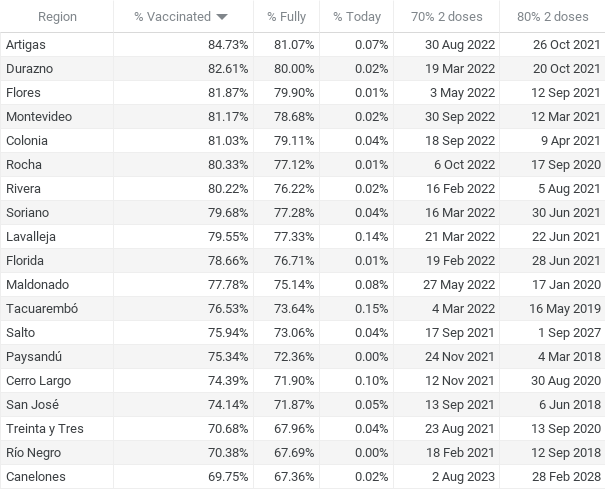 Region % Vaccinated % Fully % Today 70% 2 doses 80% 2 doses
Artigas 84.73% 81.07% 0.07% 30 Aug 2022 26 Oct 2021
Durazno 82.61% 80.00% 0.02% 19 Mar 2022 20 Oct 2021
Flores 81.87% 79.90% 0.01% 3 May 2022 12 Sep 2021
Montevideo 81.17% 78.68% 0.02% 30 Sep 2022 12 Mar 2021
Colonia 81.03% 79.11% 0.04% 18 Sep 2022 9 Apr 2021
Rocha 80.33% 77.12% 0.01% 6 Oct 2022 17 Sep 2020
Rivera 80.22% 76.22% 0.02% 16 Feb 2022 5 Aug 2021
Soriano 79.68% 77.28% 0.04% 16 Mar 2022 30 Jun 2021
Lavalleja 79.55% 77.33% 0.14% 21 Mar 2022 22 Jun 2021
Florida 78.66% 76.71% 0.01% 19 Feb 2022 28 Jun 2021
Maldonado 77.78% 75.14% 0.08% 27 May 2022 17 Jan 2020
Tacuarembó 76.53% 73.64% 0.15% 4 Mar 2022 16 May 2019
Salto 75.94% 73.06% 0.04% 17 Sep 2021 1 Sep 2027
Paysandú 75.34% 72.36% 0.00% 24 Nov 2021 4 Mar 2018
Cerro Largo 74.39% 71.90% 0.10% 12 Nov 2021 30 Aug 2020
San José 74.14% 71.87% 0.05% 13 Sep 2021 6 Jun 2018
Treinta y Tres 70.68% 67.96% 0.04% 23 Aug 2021 13 Sep 2020
Río Negro 70.38% 67.69% 0.00% 18 Feb 2021 12 Sep 2018
Canelones 69.75% 67.36% 0.02% 2 Aug 2023 28 Feb 2028